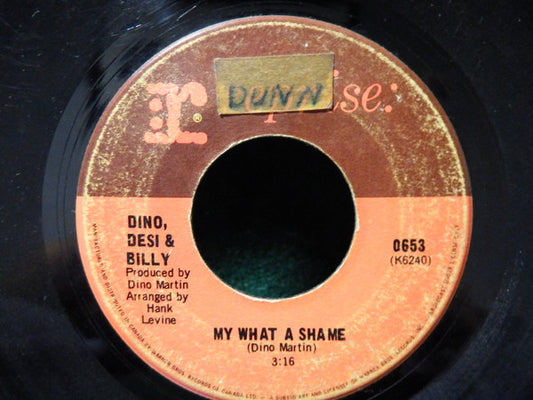 DUNN
r® prise:
DINO,
DESI &
BILLY
Produced by
Dino Martin
Arranged by
Hank
Levine
0653
(K6240)
MY WHAT A SHAME
(Dino Martin)
3:16